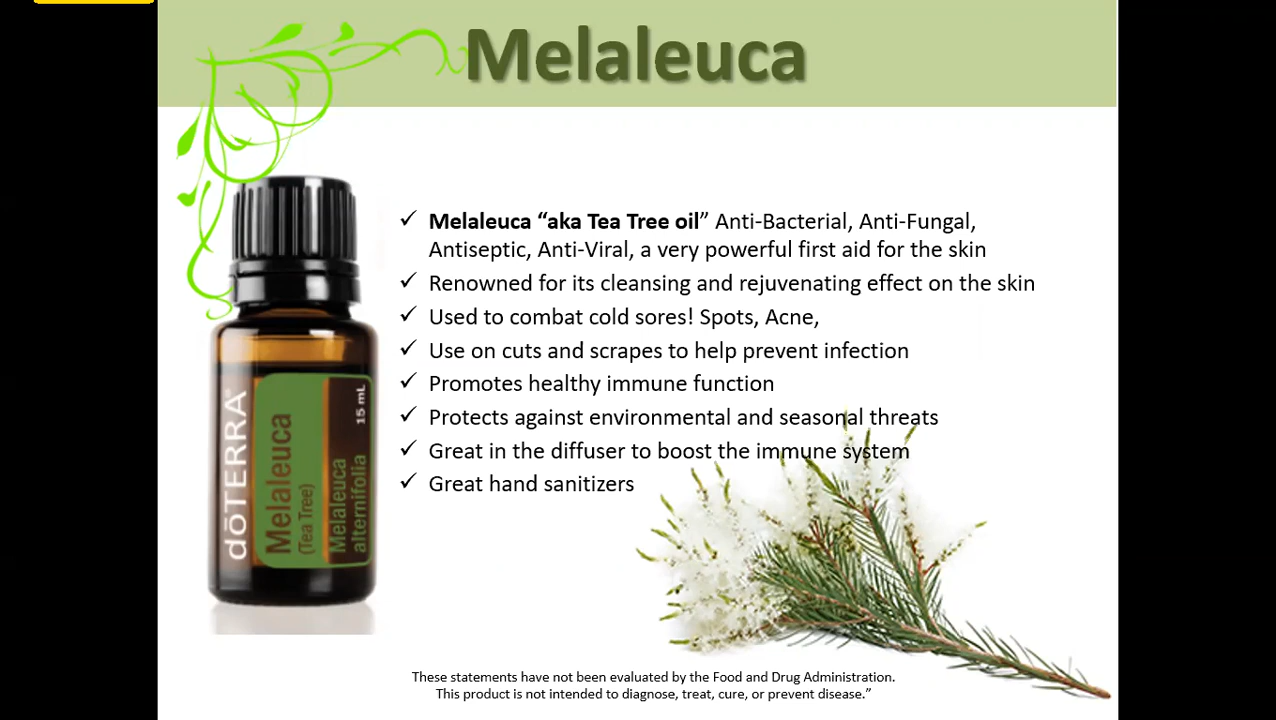 Melaleuca
✓ Melaleuca “aka Tea Tree oil” Anti-Bacterial, Anti-Fungal,
Antiseptic, Anti-Viral, a very powerful first aid for the skin
✓ Renowned for its cleansing and rejuvenating effect on the skin
✓ Used to combat cold sores! Spots, Acne,
✓ Use on cuts and scrapes to help prevent infection
✓ Promotes healthy immune function
✓ Protects against environmental and seasonal threats
✓ Great in the diffuser to boost the immune system
✓ Great hand sanitizers
dōTERRA®
Melaleuca
(Tea Tree)
Melaleuca
alternifolia
15 mL
These statements have not been evaluated by the Food and Drug Administration.
This product is not intended to diagnose, treat, cure, or prevent disease.”